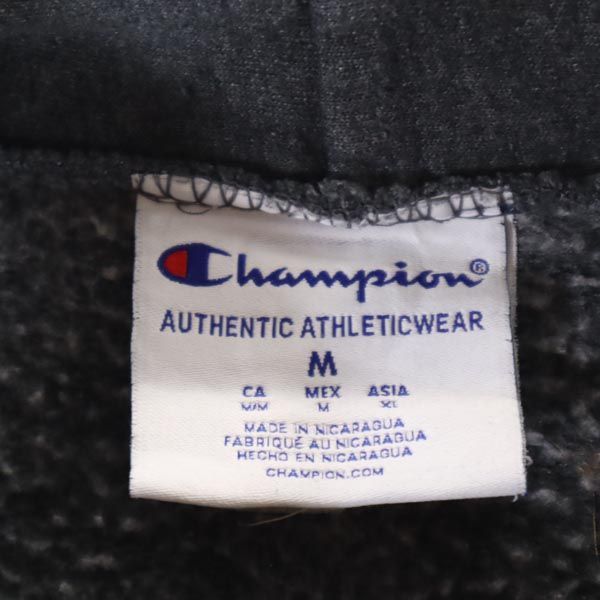 Champion®
AUTHENTIC ATHLETICWEAR
M
CA MEX ASIA
M/M M XL
MADE IN NICARAGUA
FABRIQUÉ AU NICARAGUA
HECHO EN NICARAGUA
CHAMPION.COM